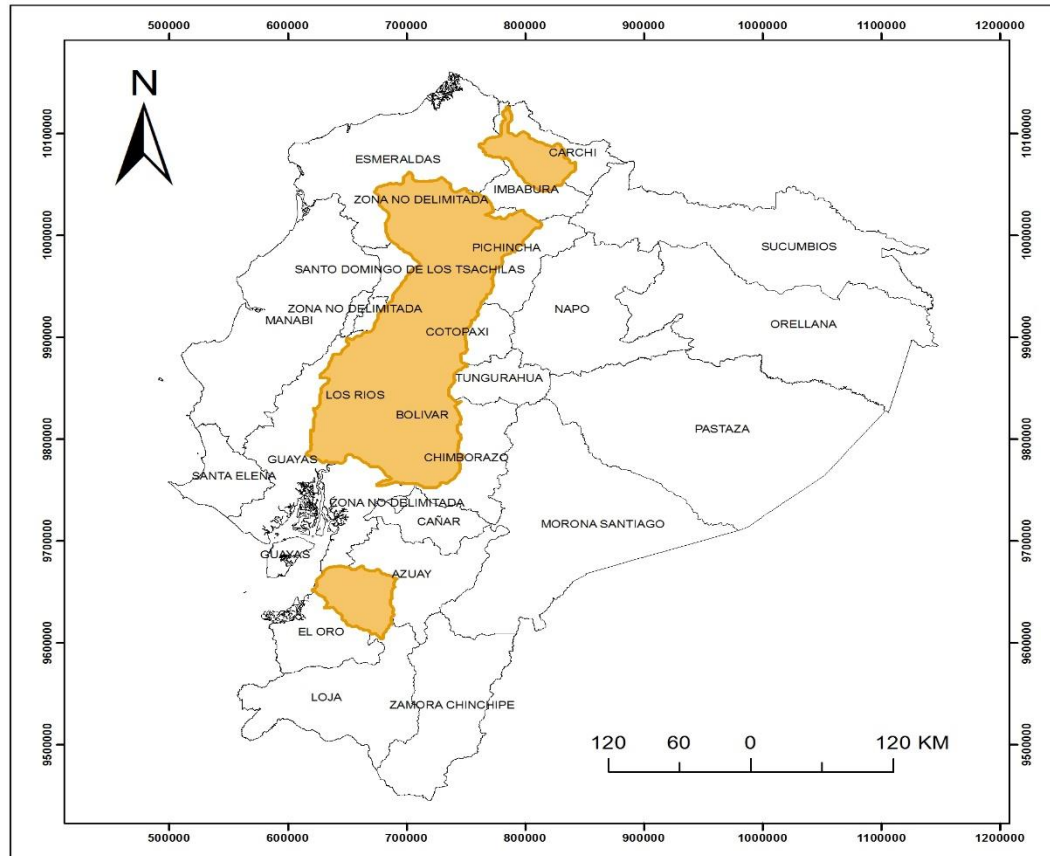 500000 600000 700000 800000 900000 1000000 1100000 1200000
N
10100000 10100000
CARCHI
ESMERALDAS
IMBABURA
ZONA NO DELIMITADA
10000000 10000000
PICHINCHA
SUCUMBIOS
SANTO DOMINGO DE LOS TSACHILAS
ZONA NO DELIMITADA
NAPO
MANABI
ORELLANA
COTOPAXI
9900000 9900000
TUNGURAHUA
LOS RIOS
BOLIVAR
PASTAZA
9800000 9800000
CHIMBORAZO
GUAYAS
SANTA ELENA
ZONA NO DELIMITADA
CAÑAR
MORONA SANTIAGO
9700000 9700000
GUAYAS
AZUAY
EL ORO
9600000 9600000
LOJA
ZAMORA CHINCHIPE
120 60 0 120 KM
9500000 9500000
500000 600000 700000 800000 900000 1000000 1100000 1200000